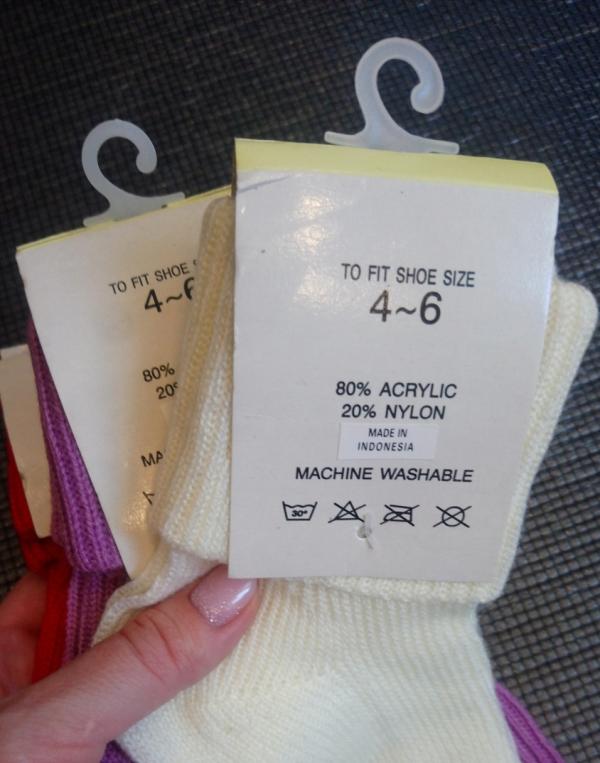 TO FIT SHOE
4~6
80%
20%
MA
TO FIT SHOE SIZE
4~6
80% ACRYLIC
20% NYLON
MADE IN
INDONESIA
MACHINE WASHABLE
30°